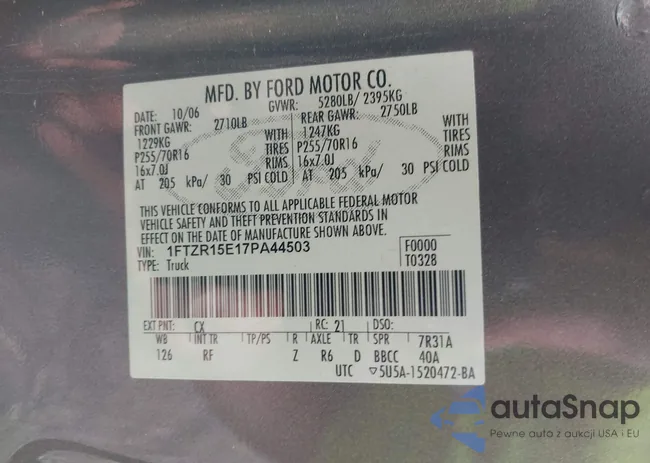 MFD. BY FORD MOTOR CO.
DATE: 10/06 GVWR: 5280LB/ 2395KG
FRONT GAWR: 2710LB REAR GAWR: 2750LB
1229KG WITH 1247KG WITH
P255/70R16 TIRES P255/70R16 TIRES
16x7.0J RIMS 16x7.0J RIMS
AT 205 kPa/ 30 PSI COLD AT 205 kPa/ 30 PSI COLD
Ford
THIS VEHICLE CONFORMS TO ALL APPLICABLE FEDERAL MOTOR
VEHICLE SAFETY AND THEFT PREVENTION STANDARDS IN
EFFECT ON THE DATE OF MANUFACTURE SHOWN ABOVE.
VIN: 1FTZR15E17PA44503 F0000
TYPE: Truck T0328
EXT PNT: CX RC: 21 DSO:
WB INT TR TP/PS R AXLE TR SPR 7R31A
126 RF Z R6 D BBCC 40A
UTC ▽5U5A-1520472-BA
autaSnap
Pewne auta z aukcji USA i EU